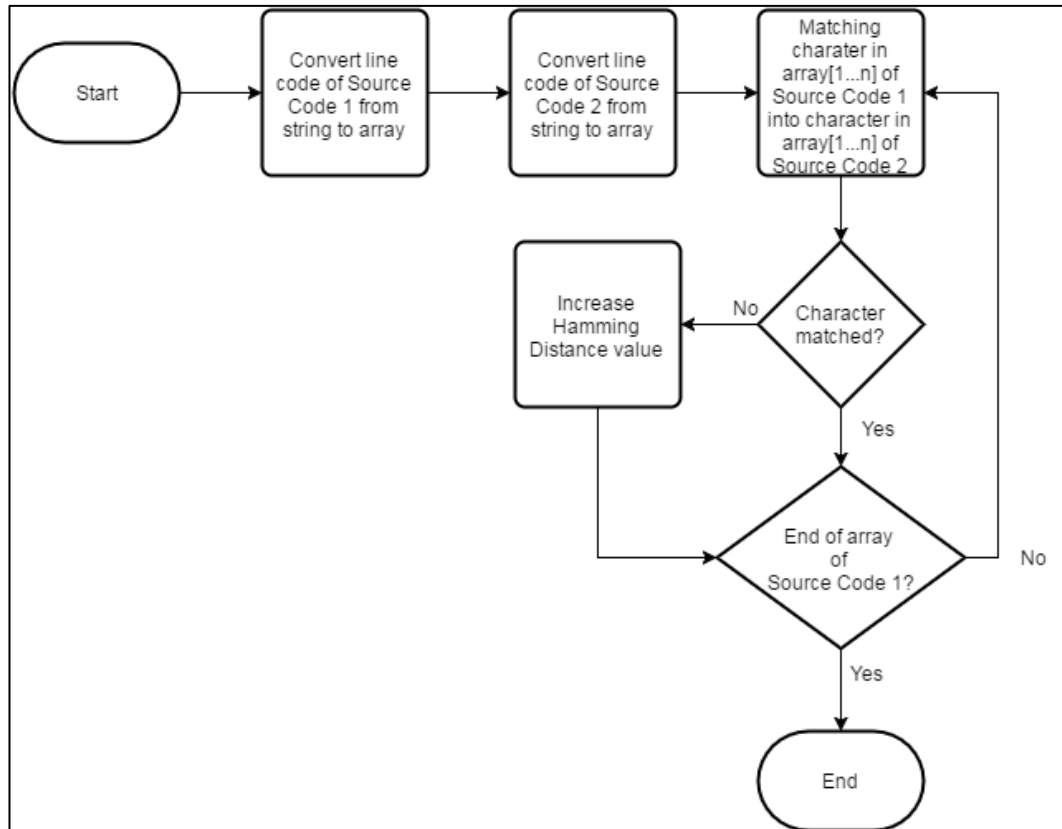 Start
Convert line
code of Source
Code 1 from
string to array
Convert line
code of Source
Code 2 from
string to array
Matching
charater in
array[1...n] of
Source Code 1
into character in
array[1...n] of
Source Code 2
Increase
Hamming
Distance value
No
Character
matched?
Yes
End of array
of
Source Code 1?
No
Yes
End